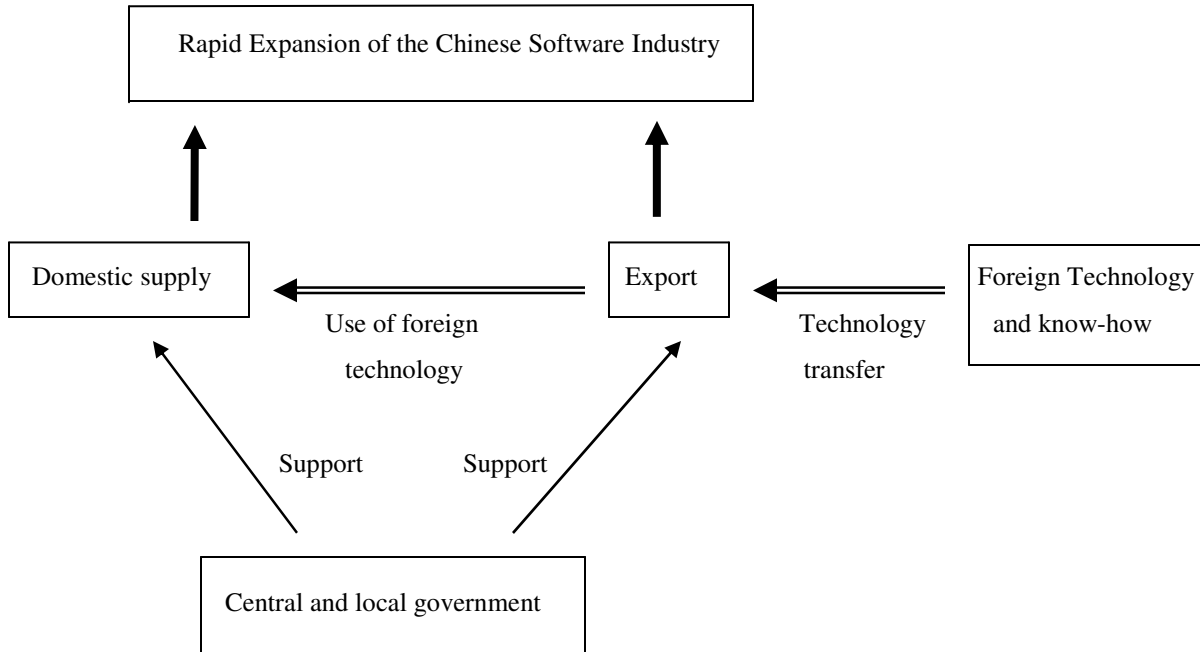 Rapid Expansion of the Chinese Software Industry
Domestic supply
Export
Foreign Technology
and know-how
Use of foreign
technology
Technology
transfer
Support
Support
Central and local government